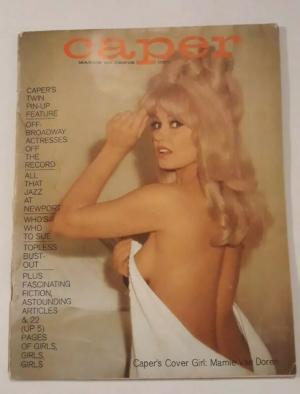 caper
CAPER'S
TWIN
PIN-UP
FEATURE
OFF-
BROADWAY
ACTRESSES
OFF
THE
RECORD
ALL
THAT
JAZZ
AT
NEWPORT
WHO'S
WHO
TO SUE
TOPLESS
BUST-
OUT
PLUS
FASCINATING
FICTION,
ASTOUNDING
ARTICLES
& 22
(UP 5)
PAGES
OF GIRLS,
GIRLS,
GIRLS
Caper's Cover Girl: Mamie Van Doren